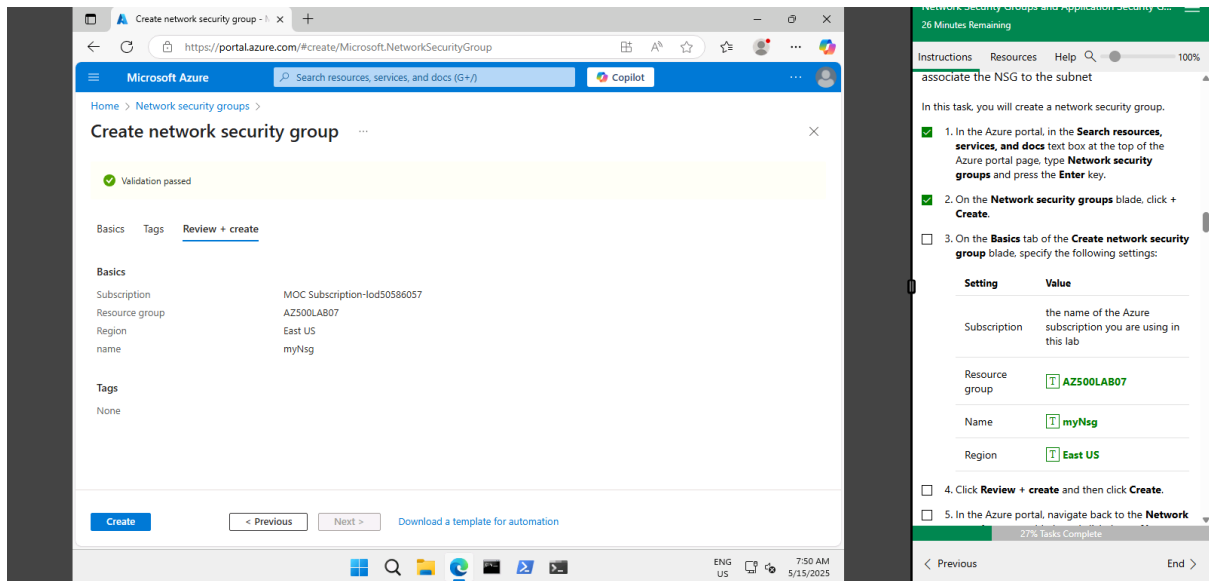 Create network security group - M
https://portal.azure.com/#create/Microsoft.NetworkSecurityGroup
Microsoft Azure
Search resources, services, and docs (G+/)
Copilot
Home > Network security groups >
Create network security group
Validation passed
Basics
Tags
Review + create
Basics
Subscription MOC Subscription-lod50586057
Resource group AZ500LAB07
Region East US
name myNsg
Tags
None
Create
< Previous
Next >
Download a template for automation
ENG
US
7:50 AM
5/15/2025
Network Security Groups and Application Security G...
26 Minutes Remaining
Instructions Resources Help 100%
associate the NSG to the subnet
In this task, you will create a network security group.
1. In the Azure portal, in the Search resources,
services, and docs text box at the top of the
Azure portal page, type Network security
groups and press the Enter key.
2. On the Network security groups blade, click +
Create.
3. On the Basics tab of the Create network security
group blade, specify the following settings:
Setting Value
Subscription
the name of the Azure
subscription you are using in
this lab
Resource
group
T AZ500LAB07
Name T myNsg
Region T East US
4. Click Review + create and then click Create.
5. In the Azure portal, navigate back to the Network
27% Tasks Complete
< Previous
End >